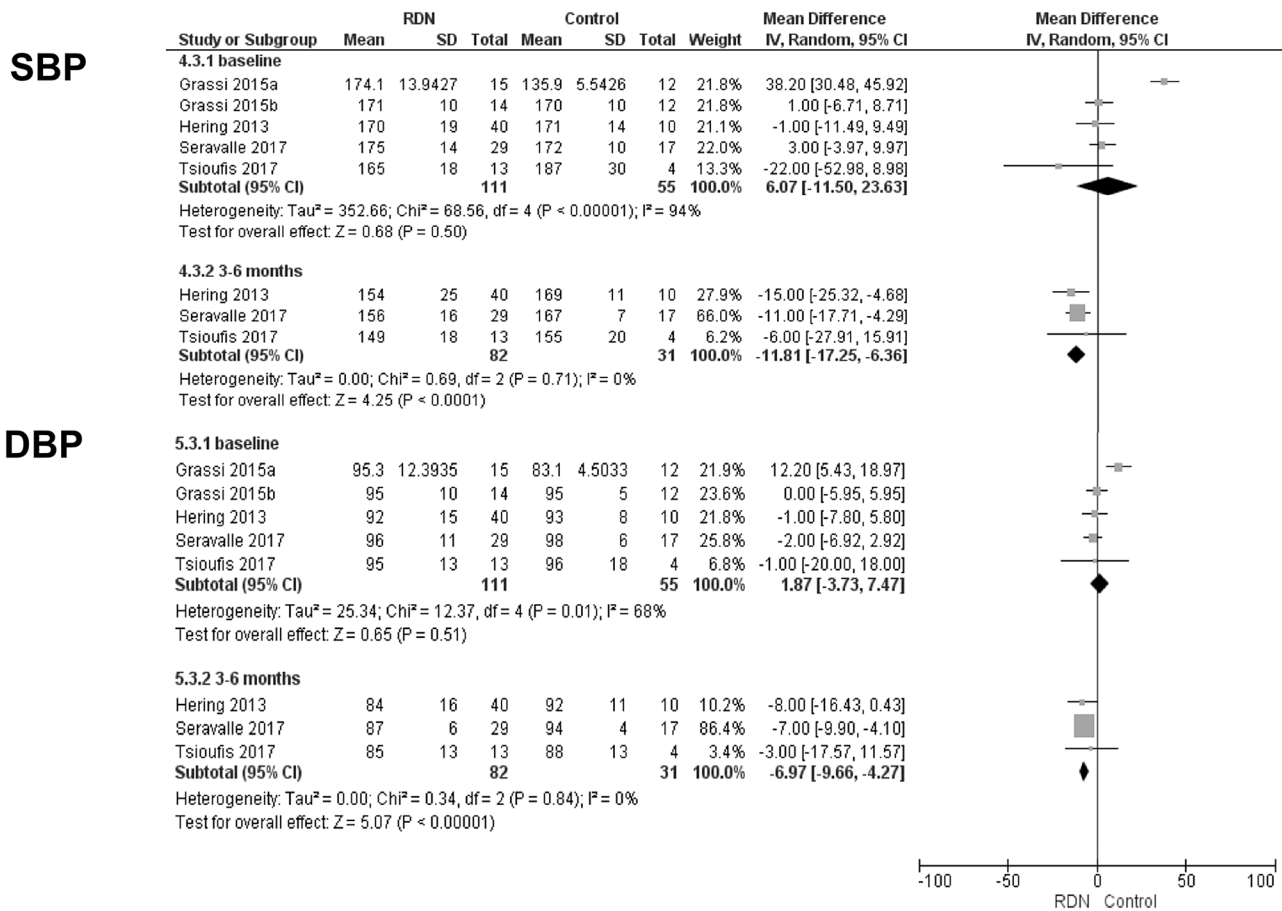 RDN Control Mean Difference Mean Difference
Study or Subgroup Mean SD Total Mean SD Total Weight IV, Random, 95% CI IV, Random, 95% CI
SBP
4.3.1 baseline
Grassi 2015a 174.1 13.9427 15 135.9 5.5426 12 21.8% 38.20 [30.48, 45.92]
Grassi 2015b 171 10 14 170 10 12 21.8% 1.00 [-6.71, 8.71]
Hering 2013 170 19 40 171 14 10 21.1% -1.00 [-11.49, 9.49]
Seravalle 2017 175 14 29 172 10 17 22.0% 3.00 [-3.97, 9.97]
Tsioufis 2017 165 18 13 187 30 4 13.3% -22.00 [-52.98, 8.98]
Subtotal (95% CI) 111 55 100.0% 6.07 [-11.50, 23.63]
Heterogeneity: Tau² = 352.66; Chi² = 68.56, df = 4 (P < 0.00001); I² = 94%
Test for overall effect: Z = 0.68 (P = 0.50)
4.3.2 3-6 months
Hering 2013 154 25 40 169 11 10 27.9% -15.00 [-25.32, -4.68]
Seravalle 2017 156 16 29 167 7 17 66.0% -11.00 [-17.71, -4.29]
Tsioufis 2017 149 18 13 155 20 4 6.2% -6.00 [-27.91, 15.91]
Subtotal (95% CI) 82 31 100.0% -11.81 [-17.25, -6.36]
Heterogeneity: Tau² = 0.00; Chi² = 0.69, df = 2 (P = 0.71); I² = 0%
Test for overall effect: Z = 4.25 (P < 0.0001)
DBP
5.3.1 baseline
Grassi 2015a 95.3 12.3935 15 83.1 4.5033 12 21.9% 12.20 [5.43, 18.97]
Grassi 2015b 95 10 14 95 5 12 23.6% 0.00 [-5.95, 5.95]
Hering 2013 92 15 40 93 8 10 21.8% -1.00 [-7.80, 5.80]
Seravalle 2017 96 11 29 98 6 17 25.8% -2.00 [-6.92, 2.92]
Tsioufis 2017 95 13 13 96 18 4 6.8% -1.00 [-20.00, 18.00]
Subtotal (95% CI) 111 55 100.0% 1.87 [-3.73, 7.47]
Heterogeneity: Tau² = 25.34; Chi² = 12.37, df = 4 (P = 0.01); I² = 68%
Test for overall effect: Z = 0.65 (P = 0.51)
5.3.2 3-6 months
Hering 2013 84 16 40 92 11 10 10.2% -8.00 [-16.43, 0.43]
Seravalle 2017 87 6 29 94 4 17 86.4% -7.00 [-9.90, -4.10]
Tsioufis 2017 85 13 13 88 13 4 3.4% -3.00 [-17.57, 11.57]
Subtotal (95% CI) 82 31 100.0% -6.97 [-9.66, -4.27]
Heterogeneity: Tau² = 0.00; Chi² = 0.34, df = 2 (P = 0.84); I² = 0%
Test for overall effect: Z = 5.07 (P < 0.00001)
-100 -50 0 50 100
RDN Control